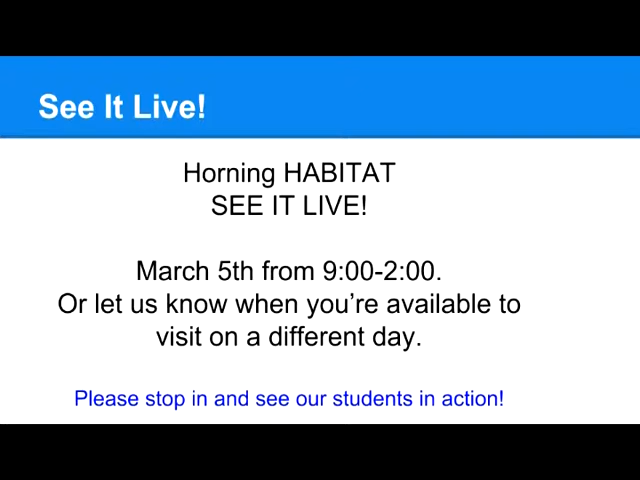 See It Live!
Horning HABITAT
SEE IT LIVE!
March 5th from 9:00-2:00.
Or let us know when you’re available to
visit on a different day.
Please stop in and see our students in action!